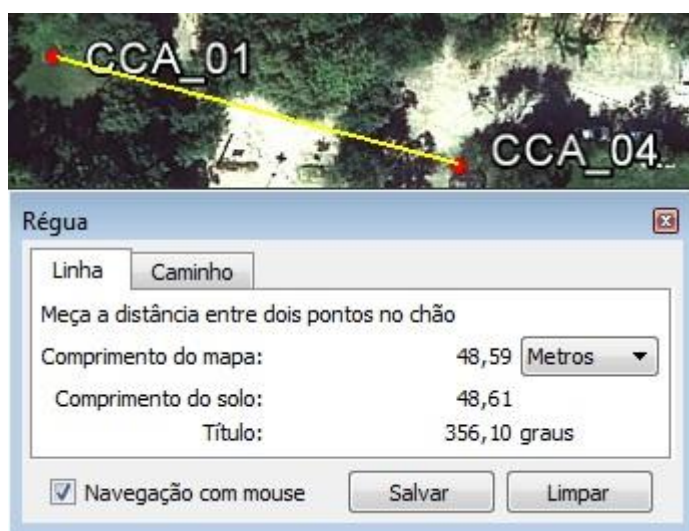 CCA_01
CCA_04
Régua
Linha Caminho
Meça a distância entre dois pontos no chão
Comprimento do mapa: 48,59 Metros
Comprimento do solo: 48,61
Título: 356,10 graus
Navegação com mouse Salvar Limpar